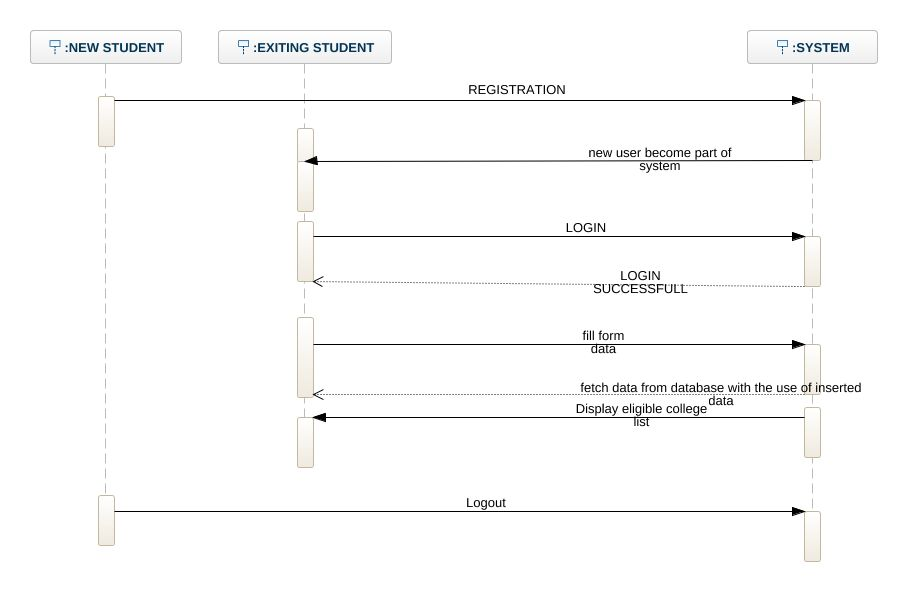 :NEW STUDENT
:EXITING STUDENT
:SYSTEM
REGISTRATION
new user become part of
system
LOGIN
LOGIN
SUCCESSFULL
fill form
data
fetch data from database with the use of inserted
data
Display eligible college
list
Logout